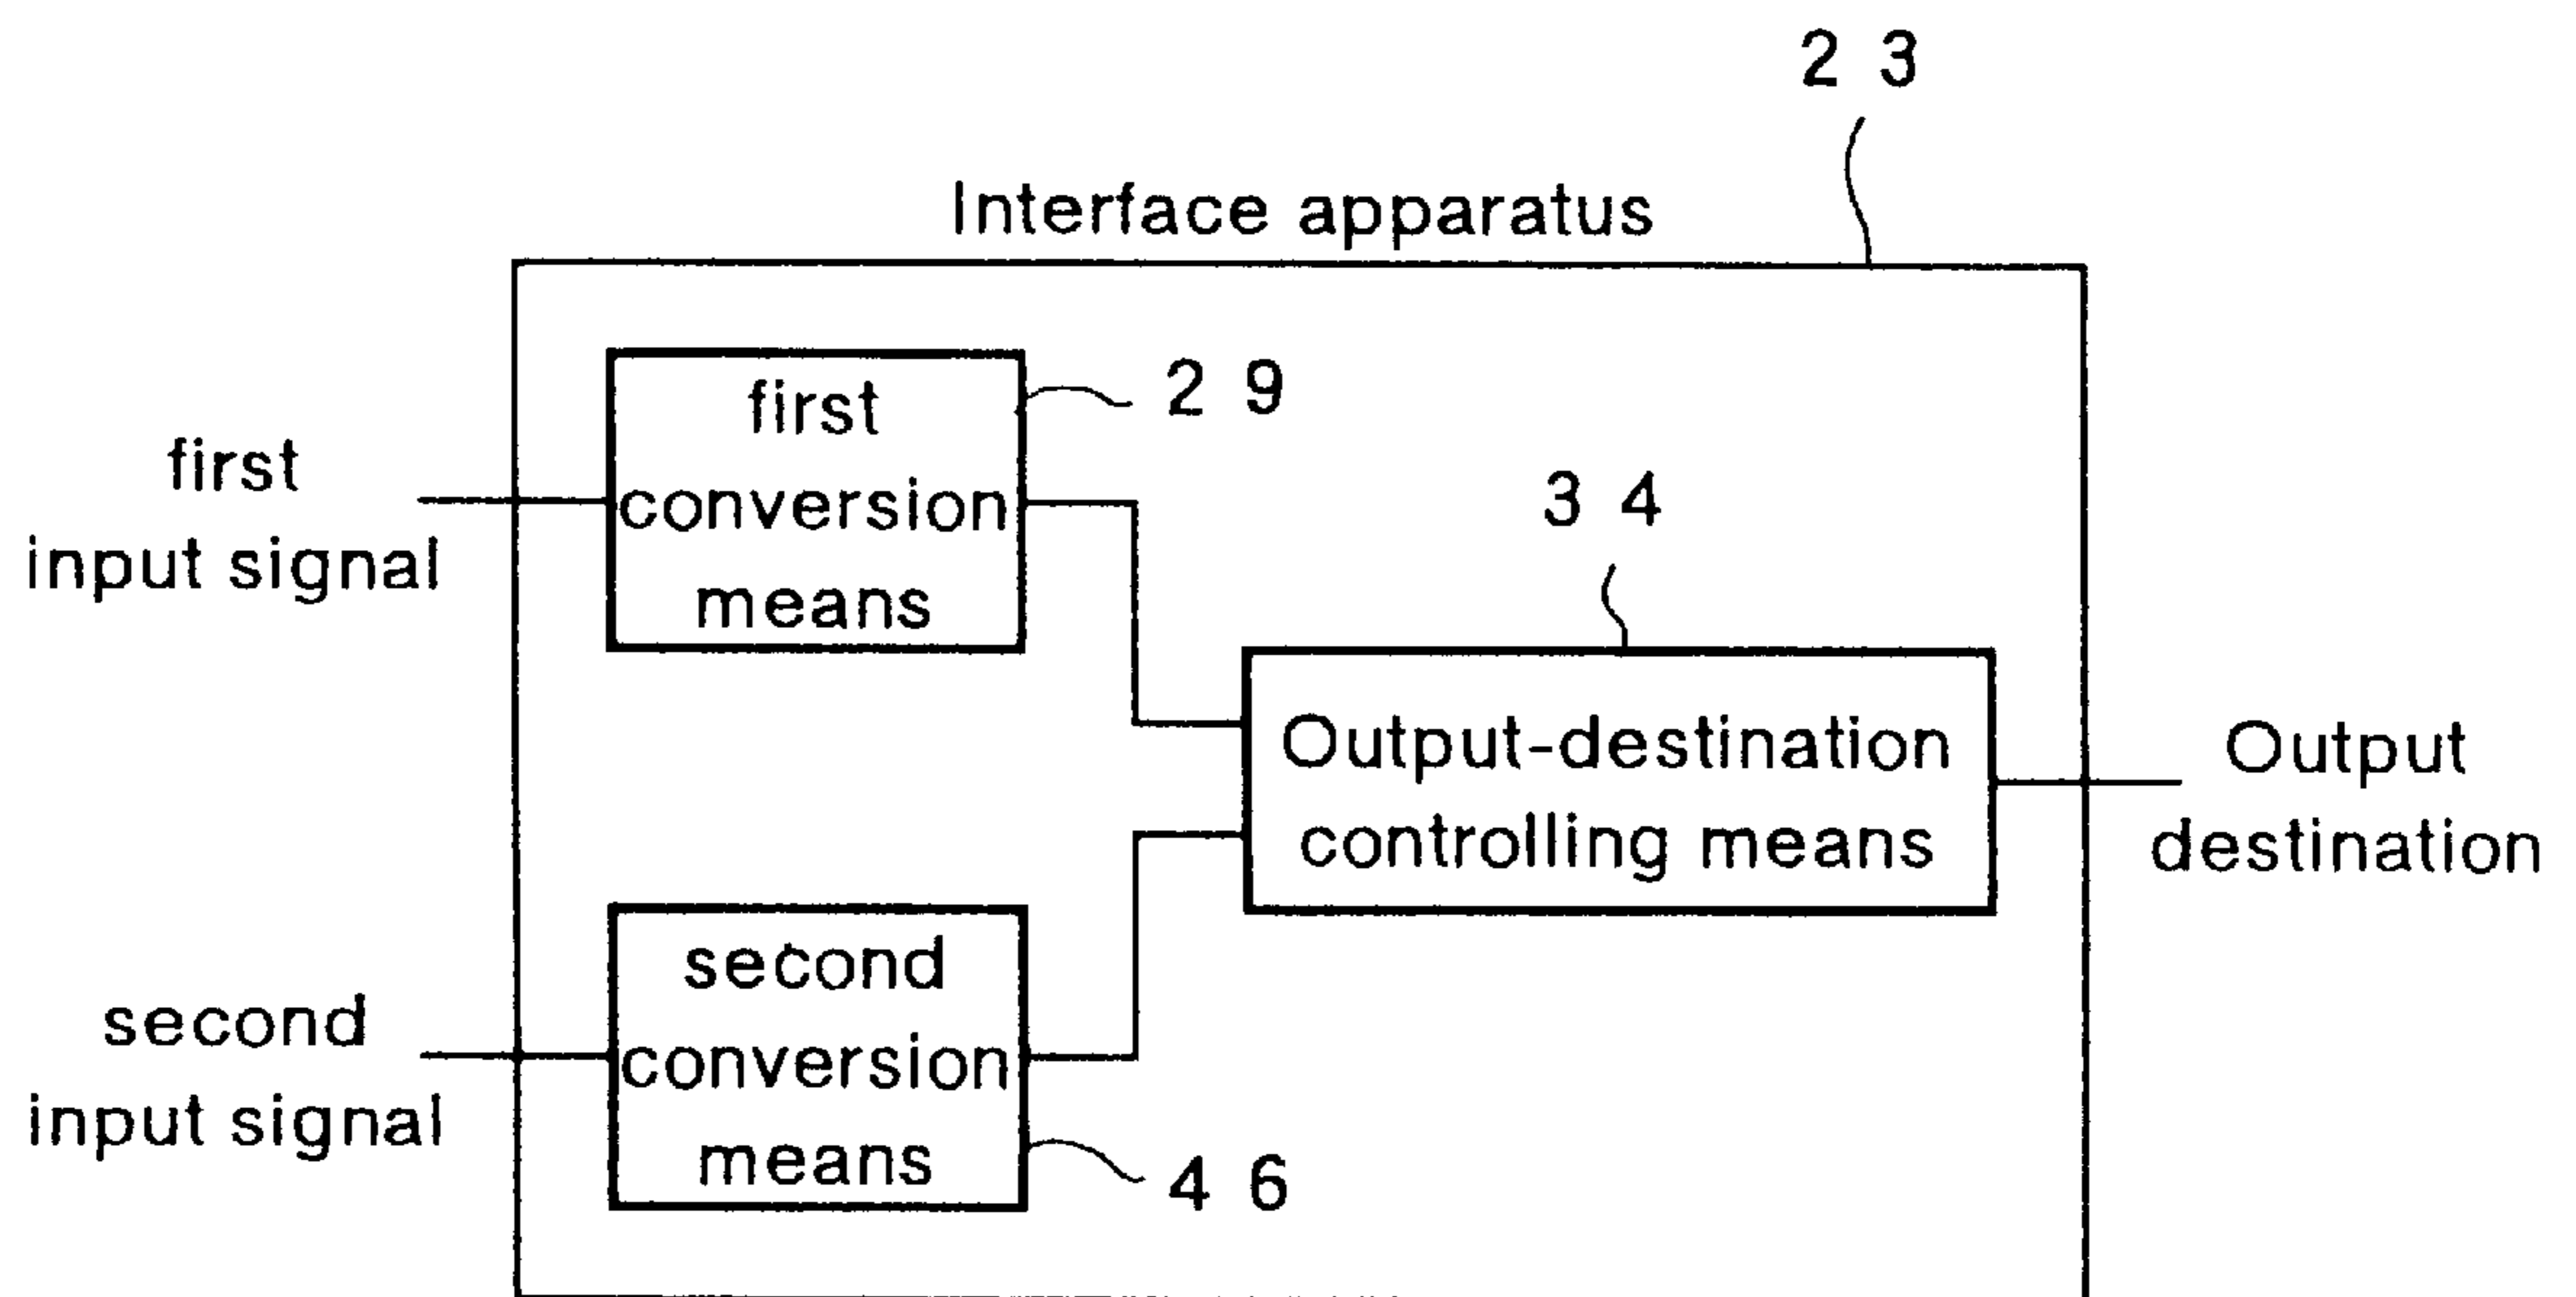 2 3
Interface apparatus
first
conversion
means
2 9
first
input signal
3 4
Output-destination
controlling means
Output
destination
second
conversion
means
4 6
second
input signal